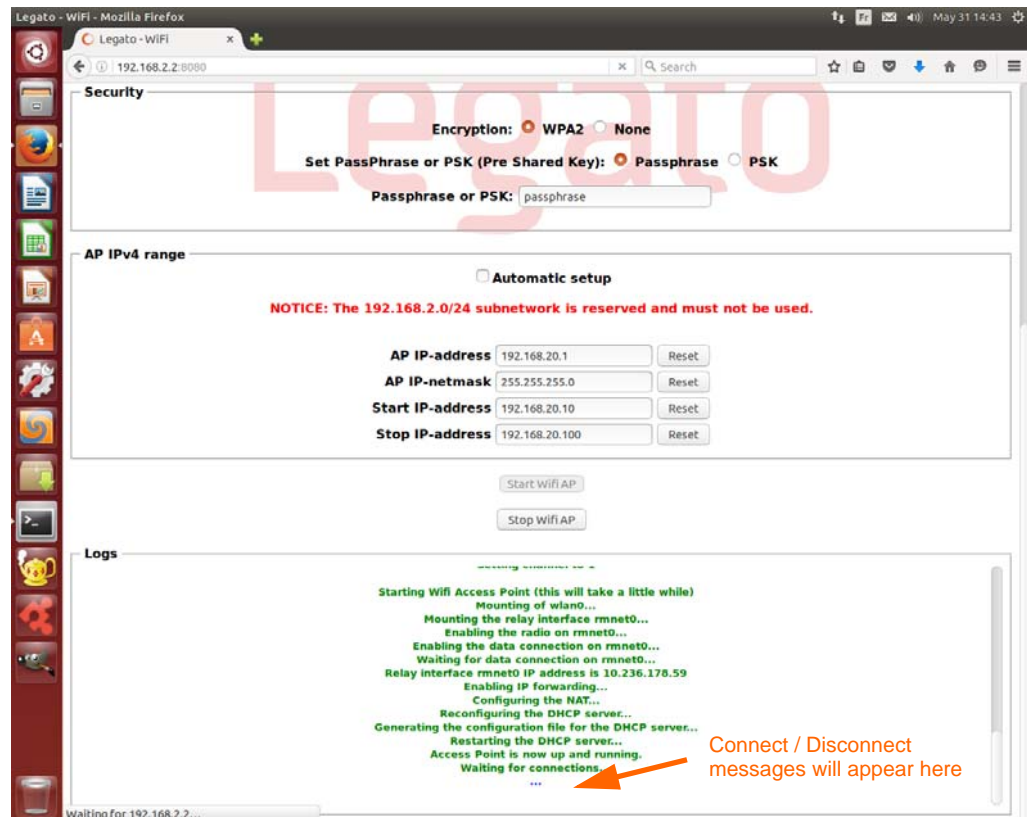 Legato - WiFi - Mozilla Firefox
Fr
May 31 14:43
Legato - WiFi
192.168.2.2:8080
Search
Legato
Security
Encryption: WPA2 None
Set PassPhrase or PSK (Pre Shared Key): Passphrase PSK
Passphrase or PSK: passphrase
AP IPv4 range
Automatic setup
NOTICE: The 192.168.2.0/24 subnetwork is reserved and must not be used.
AP IP-address 192.168.20.1 Reset
AP IP-netmask 255.255.255.0 Reset
Start IP-address 192.168.20.10 Reset
Stop IP-address 192.168.20.100 Reset
Start Wifi AP
Stop Wifi AP
Logs
Setting channel to 1
Starting Wifi Access Point (this will take a little while)
Mounting of wlan0...
Mounting the relay interface rmnet0...
Enabling the radio on rmnet0...
Enabling the data connection on rmnet0...
Waiting for data connection on rmnet0...
Relay interface rmnet0 IP address is 10.236.178.59
Enabling IP forwarding...
Configuring the NAT...
Reconfiguring the DHCP server...
Generating the configuration file for the DHCP server...
Restarting the DHCP server...
Access Point is now up and running.
Waiting for connections...
...
Connect / Disconnect
messages will appear here
Waiting for 192.168.2.2...